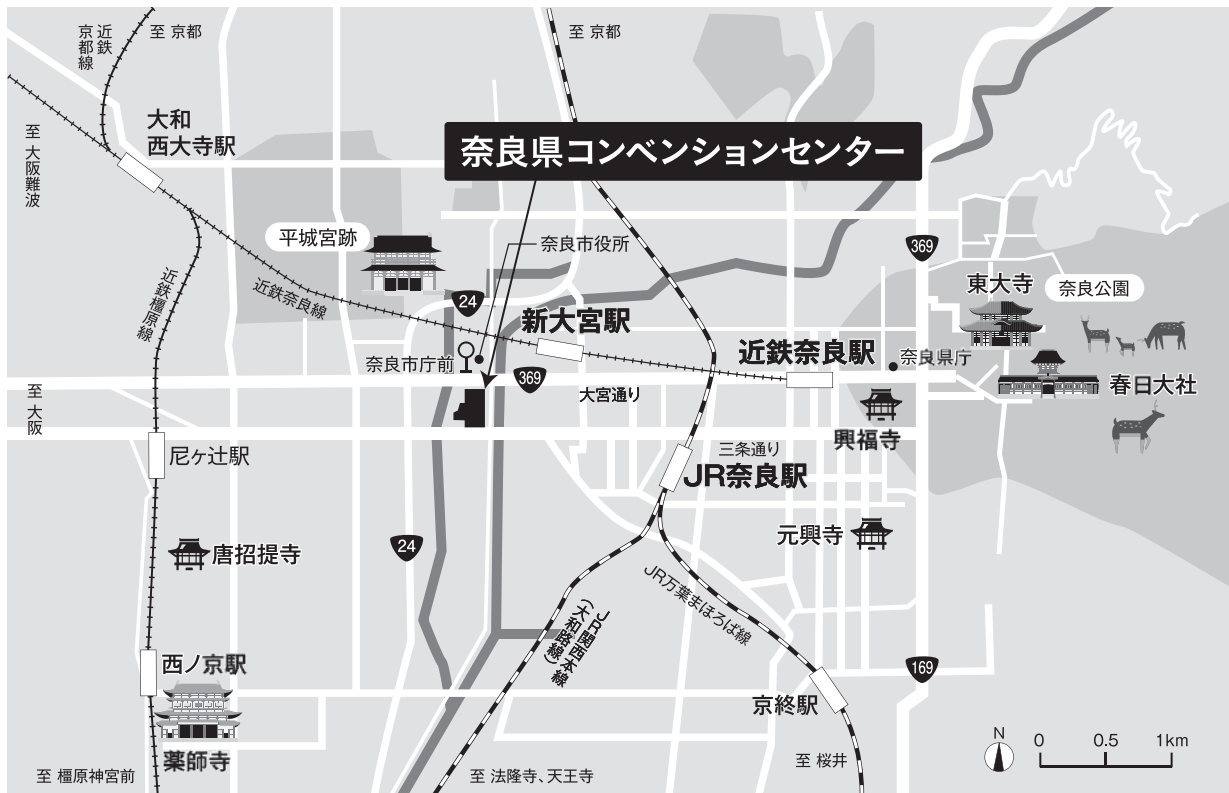 近鉄
京都線
至 京都
至 京都
大和
西大寺駅
至 大阪難波
奈良県コンベンションセンター
平城宮跡
奈良市役所
369
近鉄橿原線
近鉄奈良線
24
東大寺
奈良公園
新大宮駅
近鉄奈良駅
奈良県庁
奈良市庁前
369
大宮通り
春日大社
至 大阪
興福寺
三条通り
JR奈良駅
尼ヶ辻駅
元興寺
24
唐招提寺
JR万葉まほろば線
JR関西本線
(大和路線)
西ノ京駅
169
京終駅
薬師寺
至 橿原神宮前
至 法隆寺、天王寺
至 桜井
N
0 0.5 1km